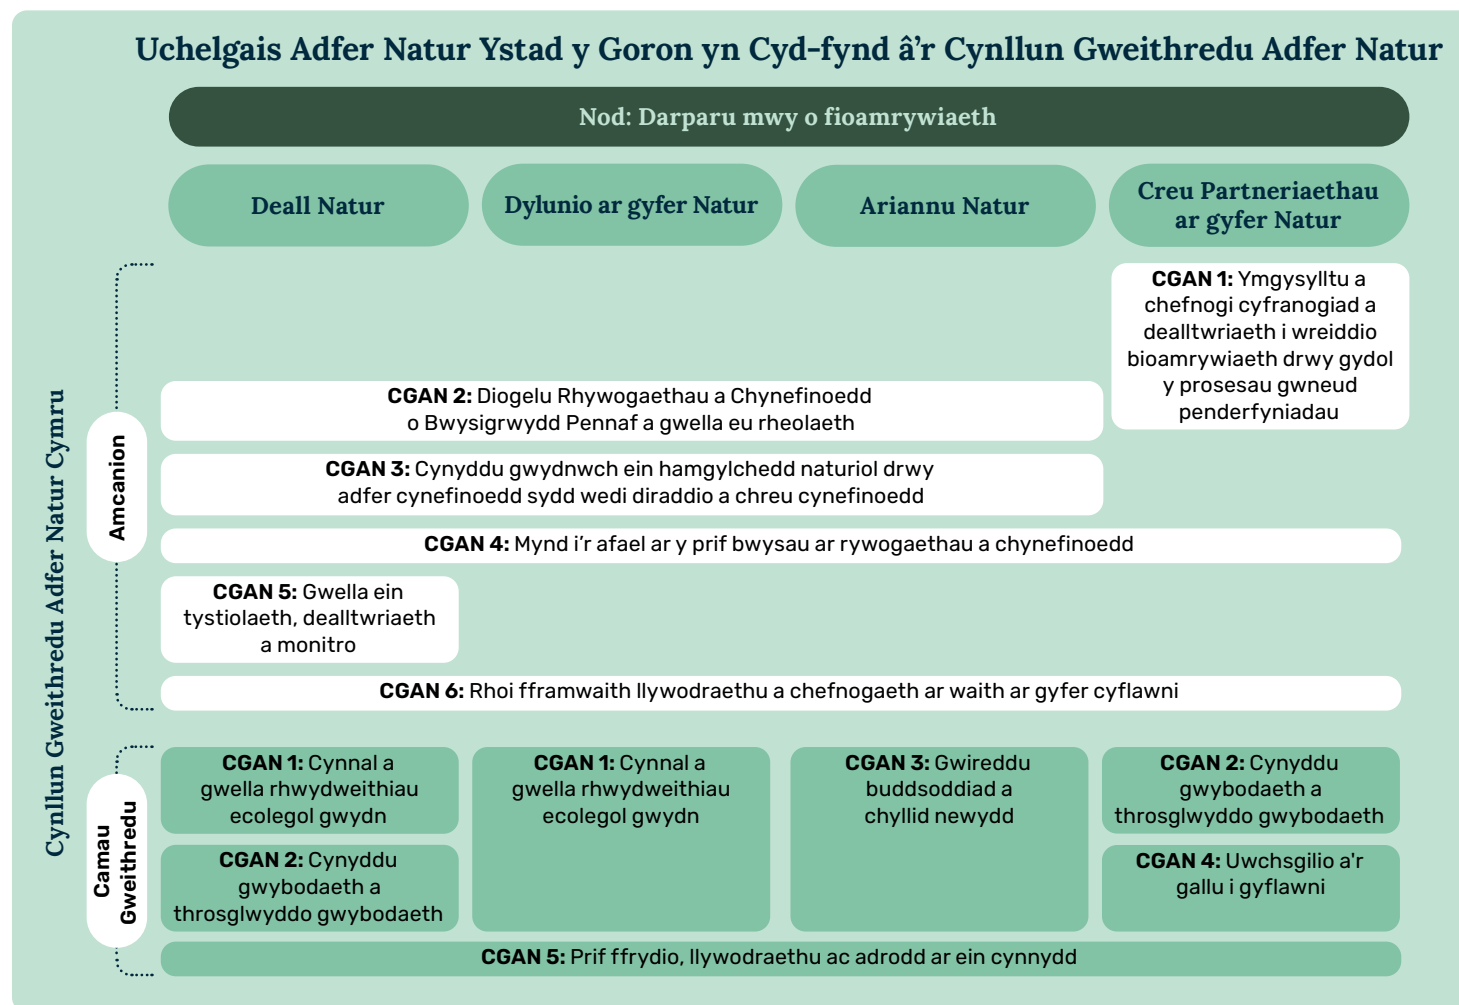 Uchelgais Adfer Natur Ystad y Goron yn Cyd-fynd â’r Cynllun Gweithredu Adfer Natur
Nod: Darparu mwy o fioamrywiaeth
Deall Natur
Dylunio ar gyfer Natur
Ariannu Natur
Creu Partneriaethau
ar gyfer Natur
Cynllun Gweithredu Adfer Natur Cymru
Amcanion
CGAN 1: Ymgysylltu a
chefnogi cyfranogiad a
dealltwriaeth i wreiddio
bioamrywiaeth drwy gydol
y prosesau gwneud
penderfyniadau
CGAN 2: Diogelu Rhywogaethau a Chynefinoedd
o Bwysigrwydd Pennaf a gwella eu rheolaeth
CGAN 3: Cynyddu gwydnwch ein hamgylchedd naturiol drwy
adfer cynefinoedd sydd wedi diraddio a chreu cynefinoedd
CGAN 4: Mynd i’r afael ar y prif bwysau ar rywogaethau a chynefinoedd
CGAN 5: Gwella ein
tystiolaeth, dealltwriaeth
a monitro
CGAN 6: Rhoi fframwaith llywodraethu a chefnogaeth ar waith ar gyfer cyflawni
Camau
Gweithredu
CGAN 1: Cynnal a
gwella rhwydweithiau
ecolegol gwydn
CGAN 2: Cynyddu
gwybodaeth a
throsglwyddo gwybodaeth
CGAN 1: Cynnal a
gwella rhwydweithiau
ecolegol gwydn
CGAN 3: Gwireddu
buddsoddiad a
chyllid newydd
CGAN 2: Cynyddu
gwybodaeth a
throsglwyddo gwybodaeth
CGAN 4: Uwchsgilio a'r
gallu i gyflawni
CGAN 5: Prif ffrydio, llywodraethu ac adrodd ar ein cynnydd